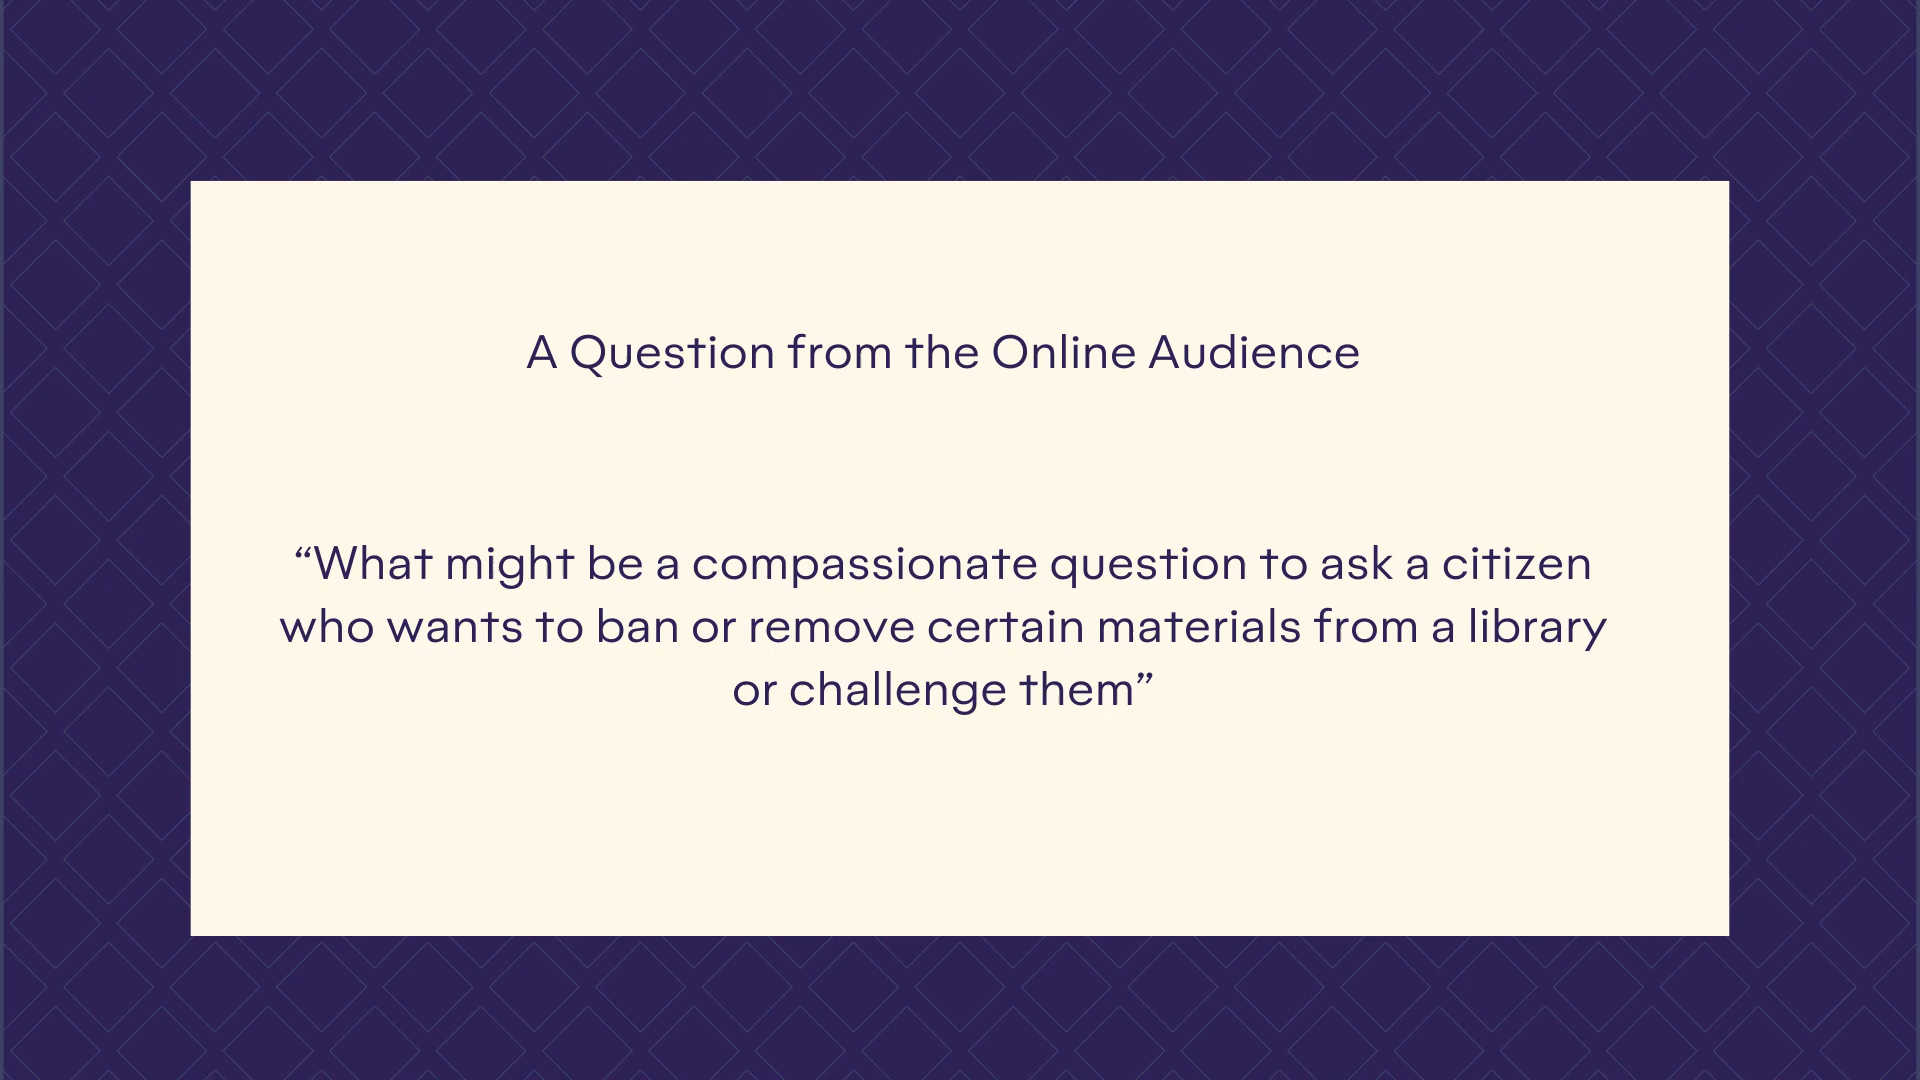 A Question from the Online Audience
“What might be a compassionate question to ask a citizen
who wants to ban or remove certain materials from a library
or challenge them”